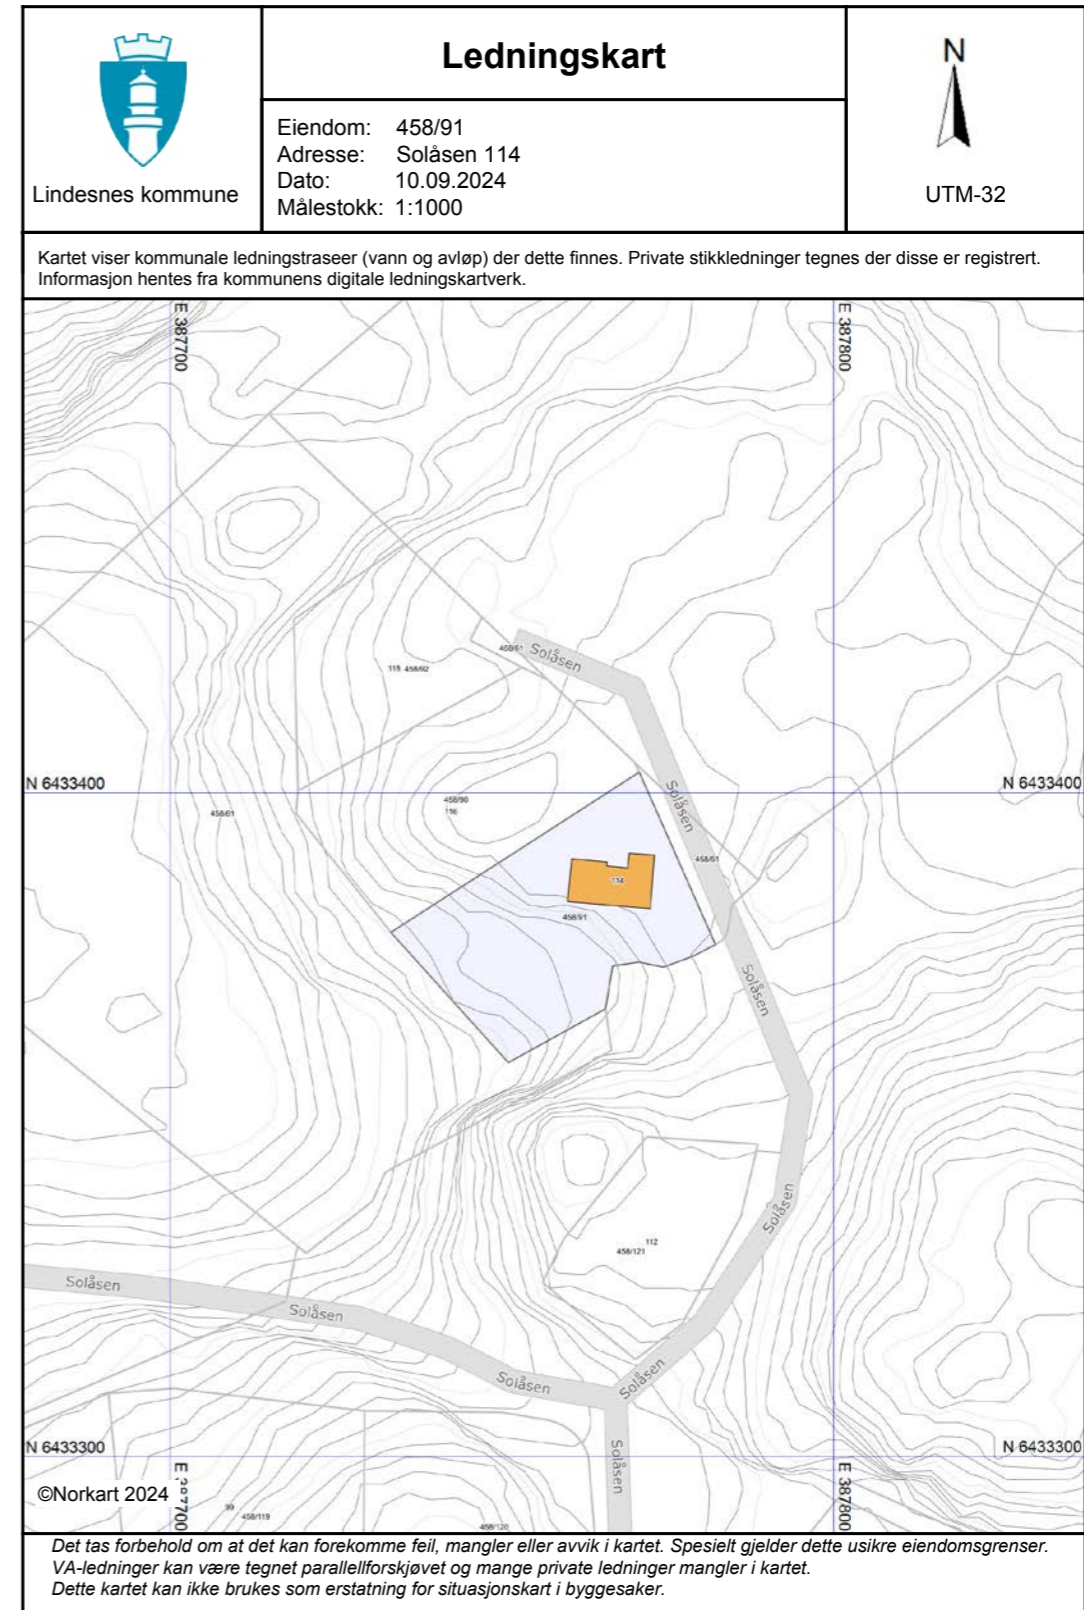 Ledningskart
Lindesnes kommune
Eiendom: 458/91
Adresse: Solåsen 114
Dato: 10.09.2024
Målestokk: 1:1000
N
UTM-32
Kartet viser kommunale ledningstraseer (vann og avløp) der dette finnes. Private stikkledninger tegnes der disse er registrert.
Informasjon hentes fra kommunens digitale ledningskartverk.
E 387700
E 387800
458/61
Solåsen
115 458/92
N 6433400
N 6433400
Solåsen
458/90
116
458/61
458/61
114
458/91
Solåsen
Solåsen
112
458/121
Solåsen
Solåsen
Solåsen
Solåsen
N 6433300
N 6433300
Solåsen
E 387700
E 387800
©Norkart 2024
99
458/119
458/120
Det tas forbehold om at det kan forekomme feil, mangler eller avvik i kartet. Spesielt gjelder dette usikre eiendomsgrenser.
VA-ledninger kan være tegnet parallellforskjøvet og mange private ledninger mangler i kartet.
Dette kartet kan ikke brukes som erstatning for situasjonskart i byggesaker.